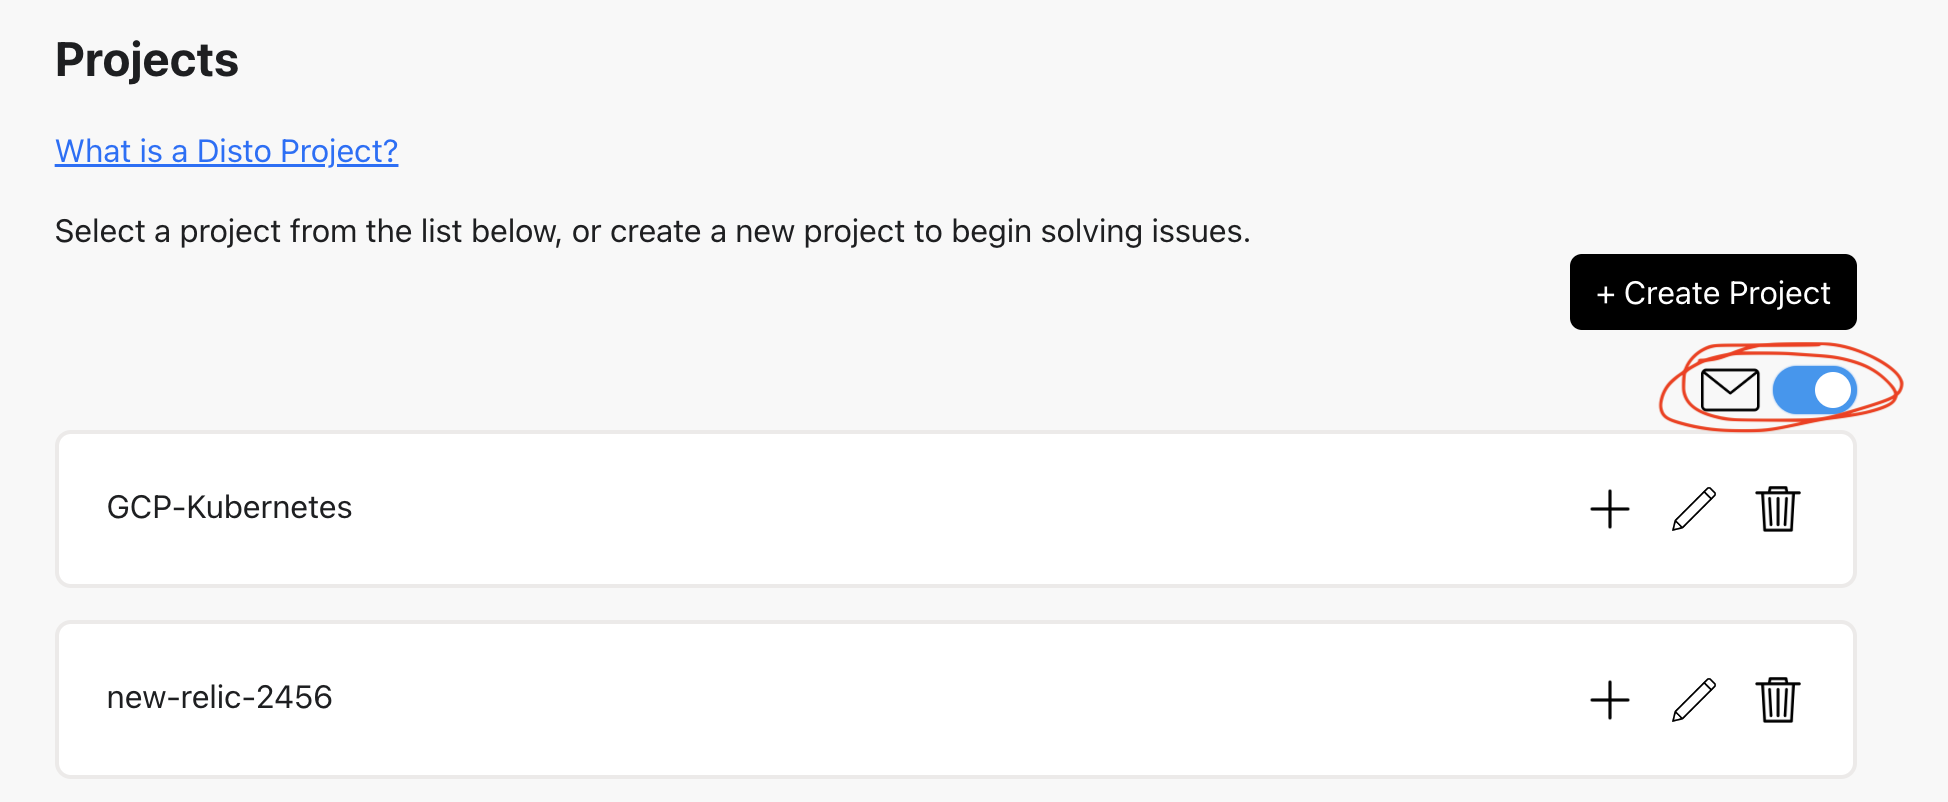 Projects
What is a Disto Project?
Select a project from the list below, or create a new project to begin solving issues.
+ Create Project
GCP-Kubernetes
new-relic-2456